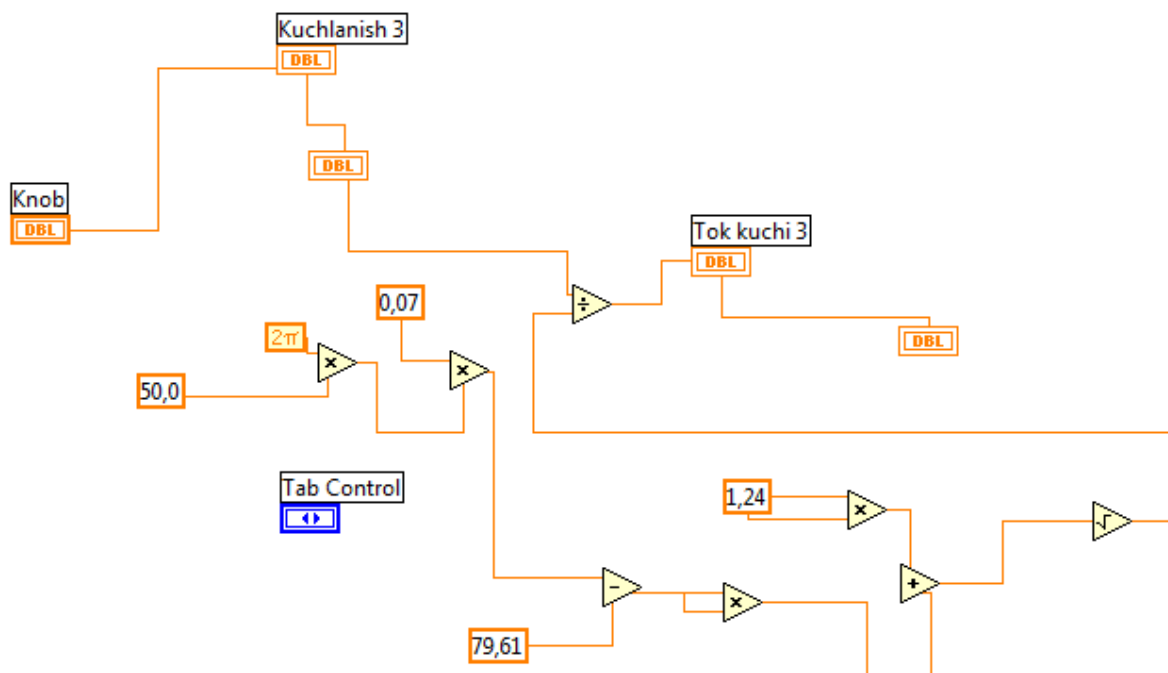 Kuchlanish 3
DBL
DBL
Knob
DBL
Tok kuchi 3
DBL
0,07
÷
2π
×
×
DBL
50,0
Tab Control
1,24
×
√
−
×
+
79,61